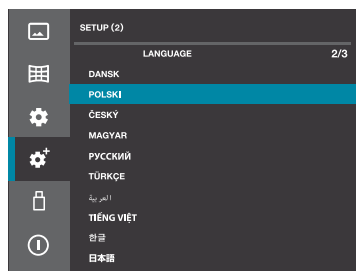 SETUP (2)
LANGUAGE 2/3
DANSK
POLSKI
ČESKÝ
MAGYAR
РУССКИЙ
TÜRKÇE
العربية
TIẾNG VIỆT
한글
日本語